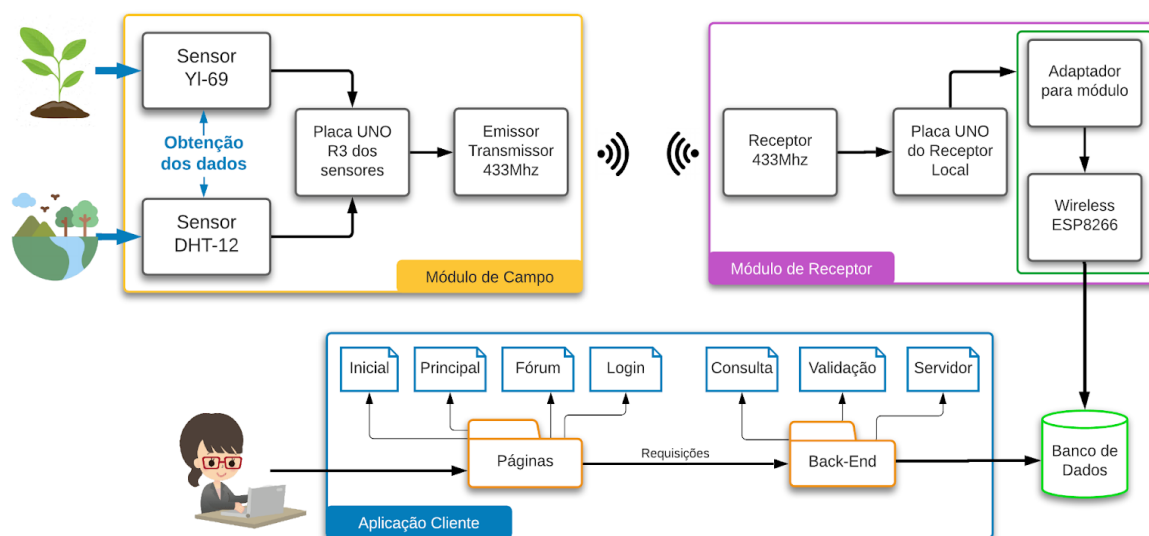 Sensor
Yl-69
Obtenção
dos dados
Sensor
DHT-12
Placa UNO
R3 dos
sensores
Emissor
Transmissor
433Mhz
Módulo de Campo
Receptor
433Mhz
Placa UNO
do Receptor
Local
Adaptador
para módulo
Wireless
ESP8266
Módulo de Receptor
Inicial
Principal
Fórum
Login
Consulta
Validação
Servidor
Páginas
Requisições
Back-End
Banco de
Dados
Aplicação Cliente